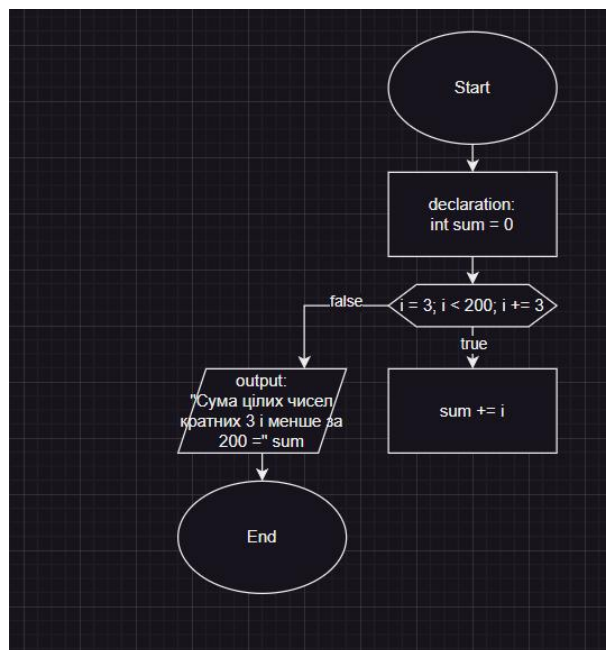 Start
declaration:
int sum = 0
false
i = 3; i < 200; i += 3
true
output:
"Сума цілих чисел
кратних 3 і менше за
200 =" sum
sum += i
End